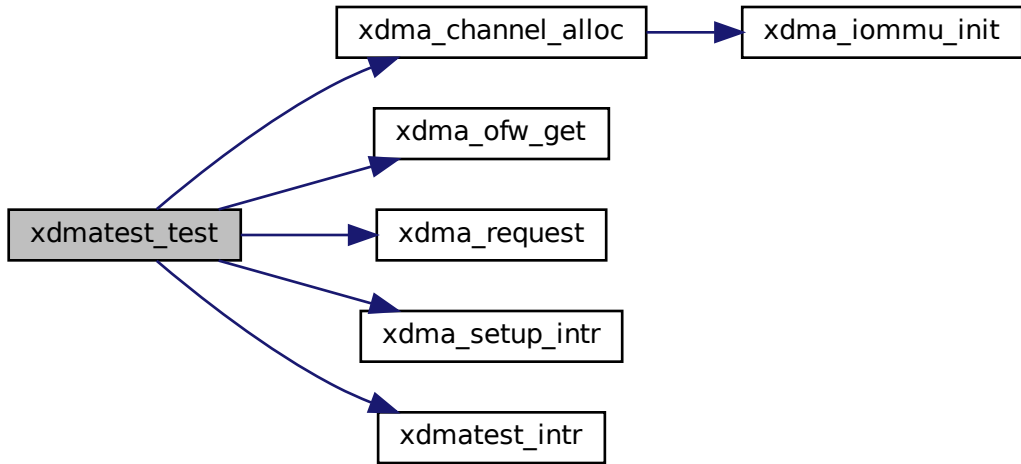 xdma_channel_alloc
xdma_iommu_init
xdma_ofw_get
xdmatest_test
xdma_request
xdma_setup_intr
xdmatest_intr